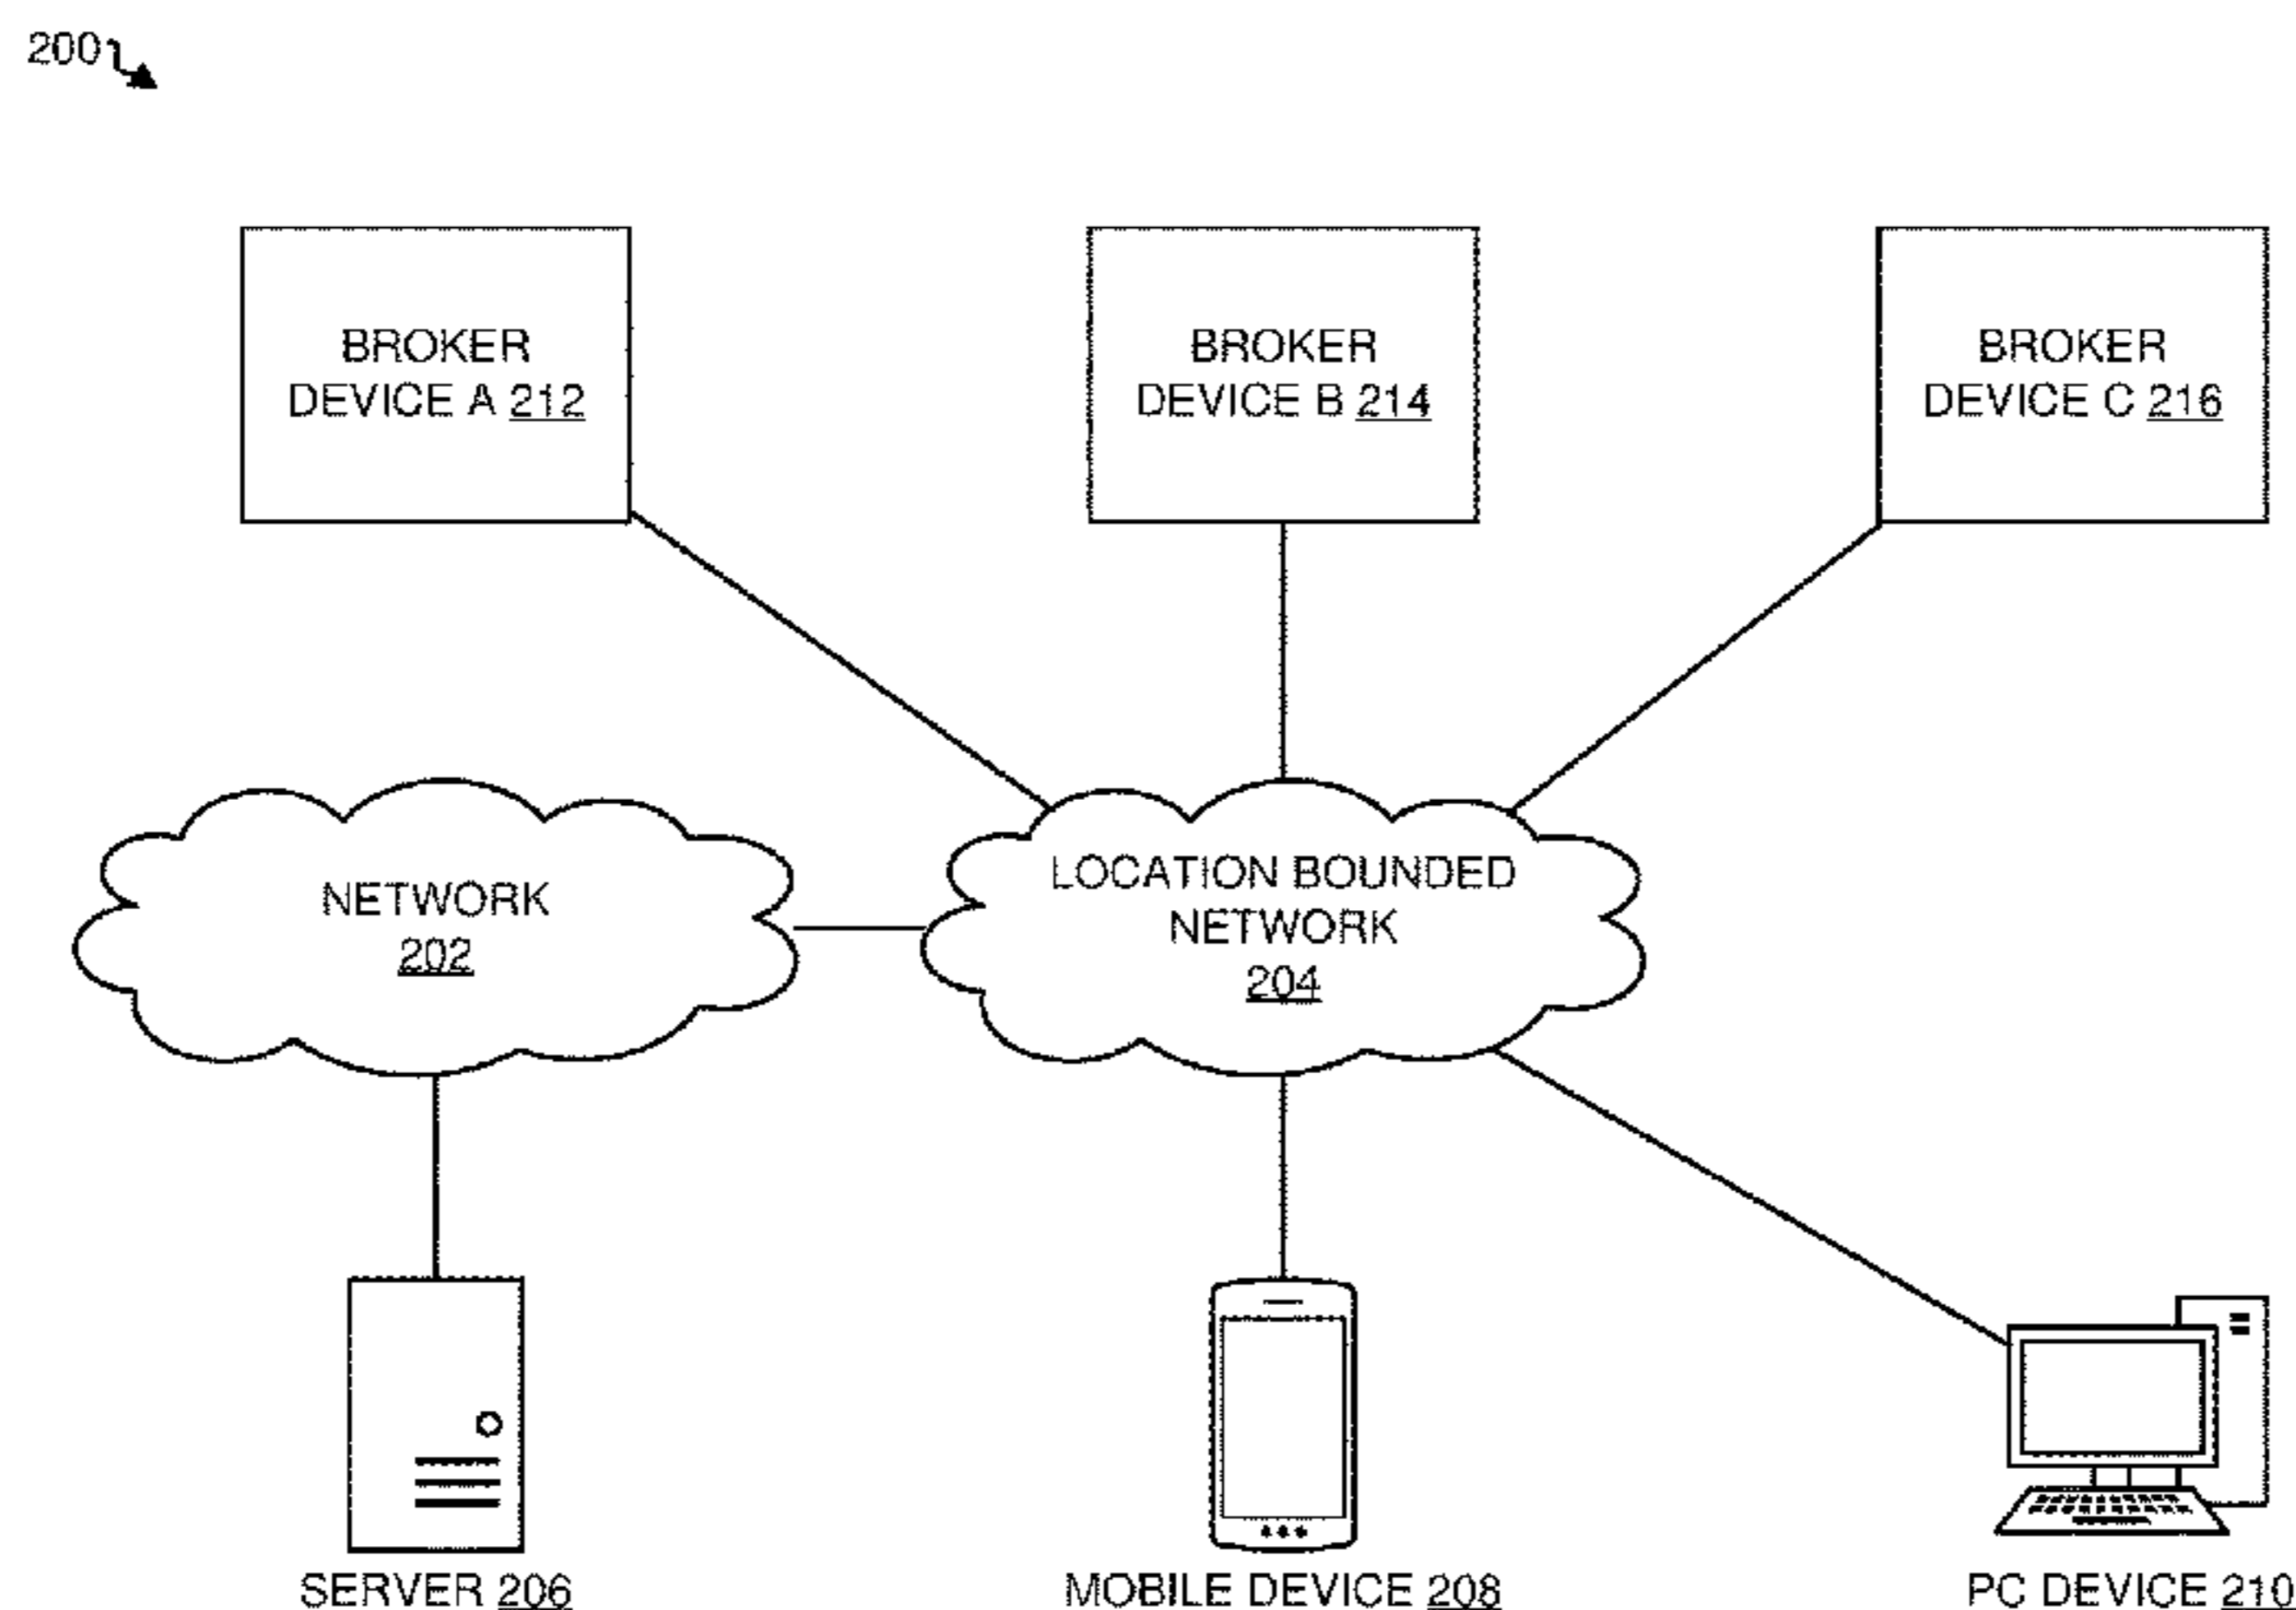 200
BROKER
DEVICE A 212
BROKER
DEVICE B 214
BROKER
DEVICE C 216
NETWORK
202
LOCATION BOUNDED
NETWORK
204
SERVER 206
MOBILE DEVICE 208
PC DEVICE 210